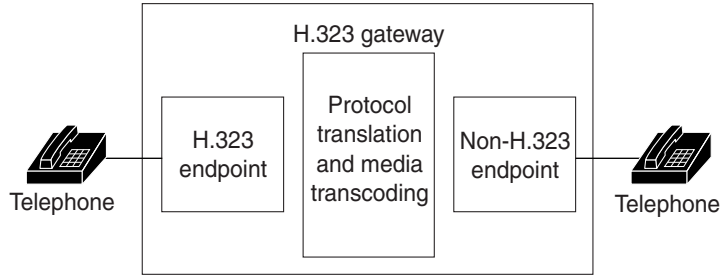 H.323 gateway
Telephone
H.323
endpoint
Protocol
translation
and media
transcoding
Non-H.323
endpoint
Telephone